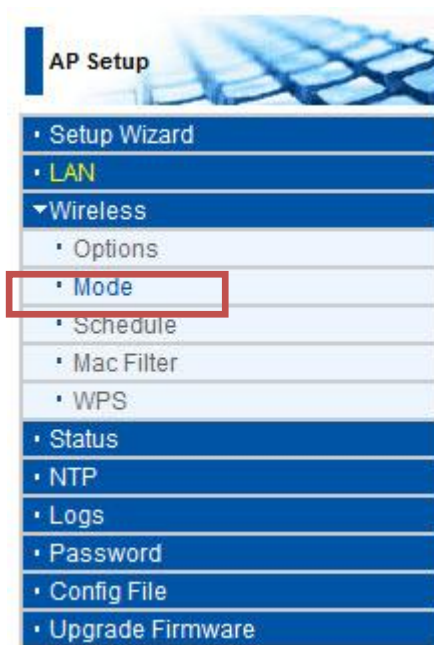 AP Setup
Setup Wizard
LAN
Wireless
Options
Mode
Schedule
Mac Filter
WPS
Status
NTP
Logs
Password
Config File
Upgrade Firmware